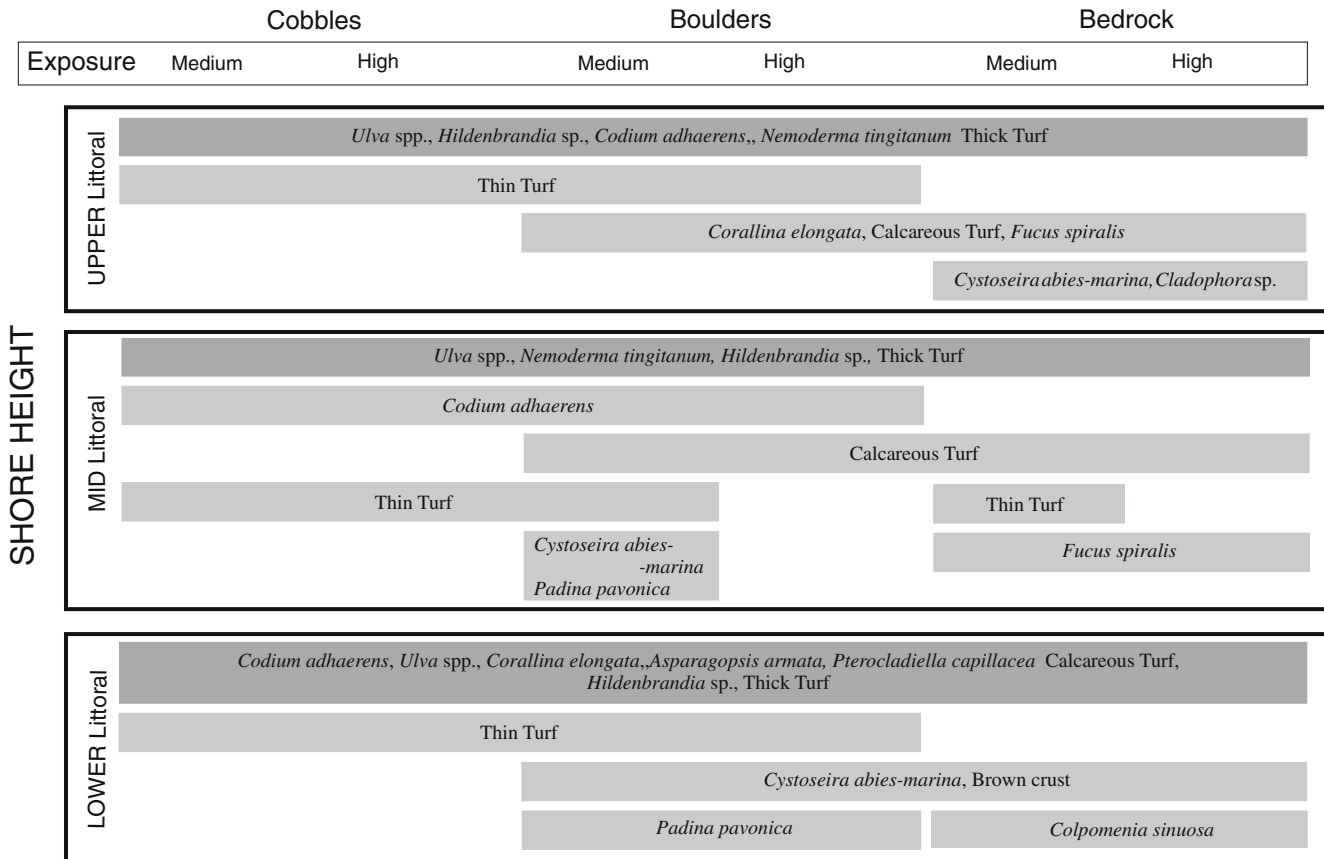 Cobbles Boulders Bedrock
Exposure Medium High Medium High Medium High
SHORE HEIGHT
UPPER Littoral
Ulva spp., Hildenbrandia sp., Codium adhaerens,, Nemoderma tingitanum Thick Turf
Thin Turf
Corallina elongata, Calcareous Turf, Fucus spiralis
Cystoseira abies-marina, Cladophora sp.
MID Littoral
Ulva spp., Nemoderma tingitanum, Hildenbrandia sp., Thick Turf
Codium adhaerens
Calcareous Turf
Thin Turf Thin Turf
Cystoseira abies-
-marina
Padina pavonica
Fucus spiralis
LOWER Littoral
Codium adhaerens, Ulva spp., Corallina elongata,,Asparagopsis armata, Pterocladiella capillacea Calcareous Turf,
Hildenbrandia sp., Thick Turf
Thin Turf
Cystoseira abies-marina, Brown crust
Padina pavonica Colpomenia sinuosa